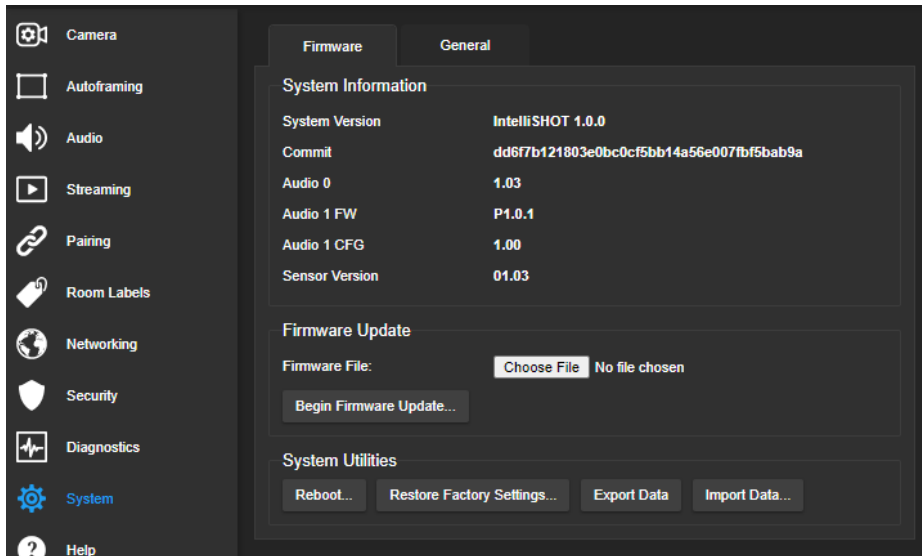 Camera
Autoframing
Audio
Streaming
Pairing
Room Labels
Networking
Security
Diagnostics
System
Help
Firmware General
System Information
System Version IntelliSHOT 1.0.0
Commit dd6f7b121803e0bc0cf5bb14a56e007fbf5bab9a
Audio 0 1.03
Audio 1 FW P1.0.1
Audio 1 CFG 1.00
Sensor Version 01.03
Firmware Update
Firmware File: Choose File No file chosen
Begin Firmware Update...
System Utilities
Reboot... Restore Factory Settings... Export Data Import Data...